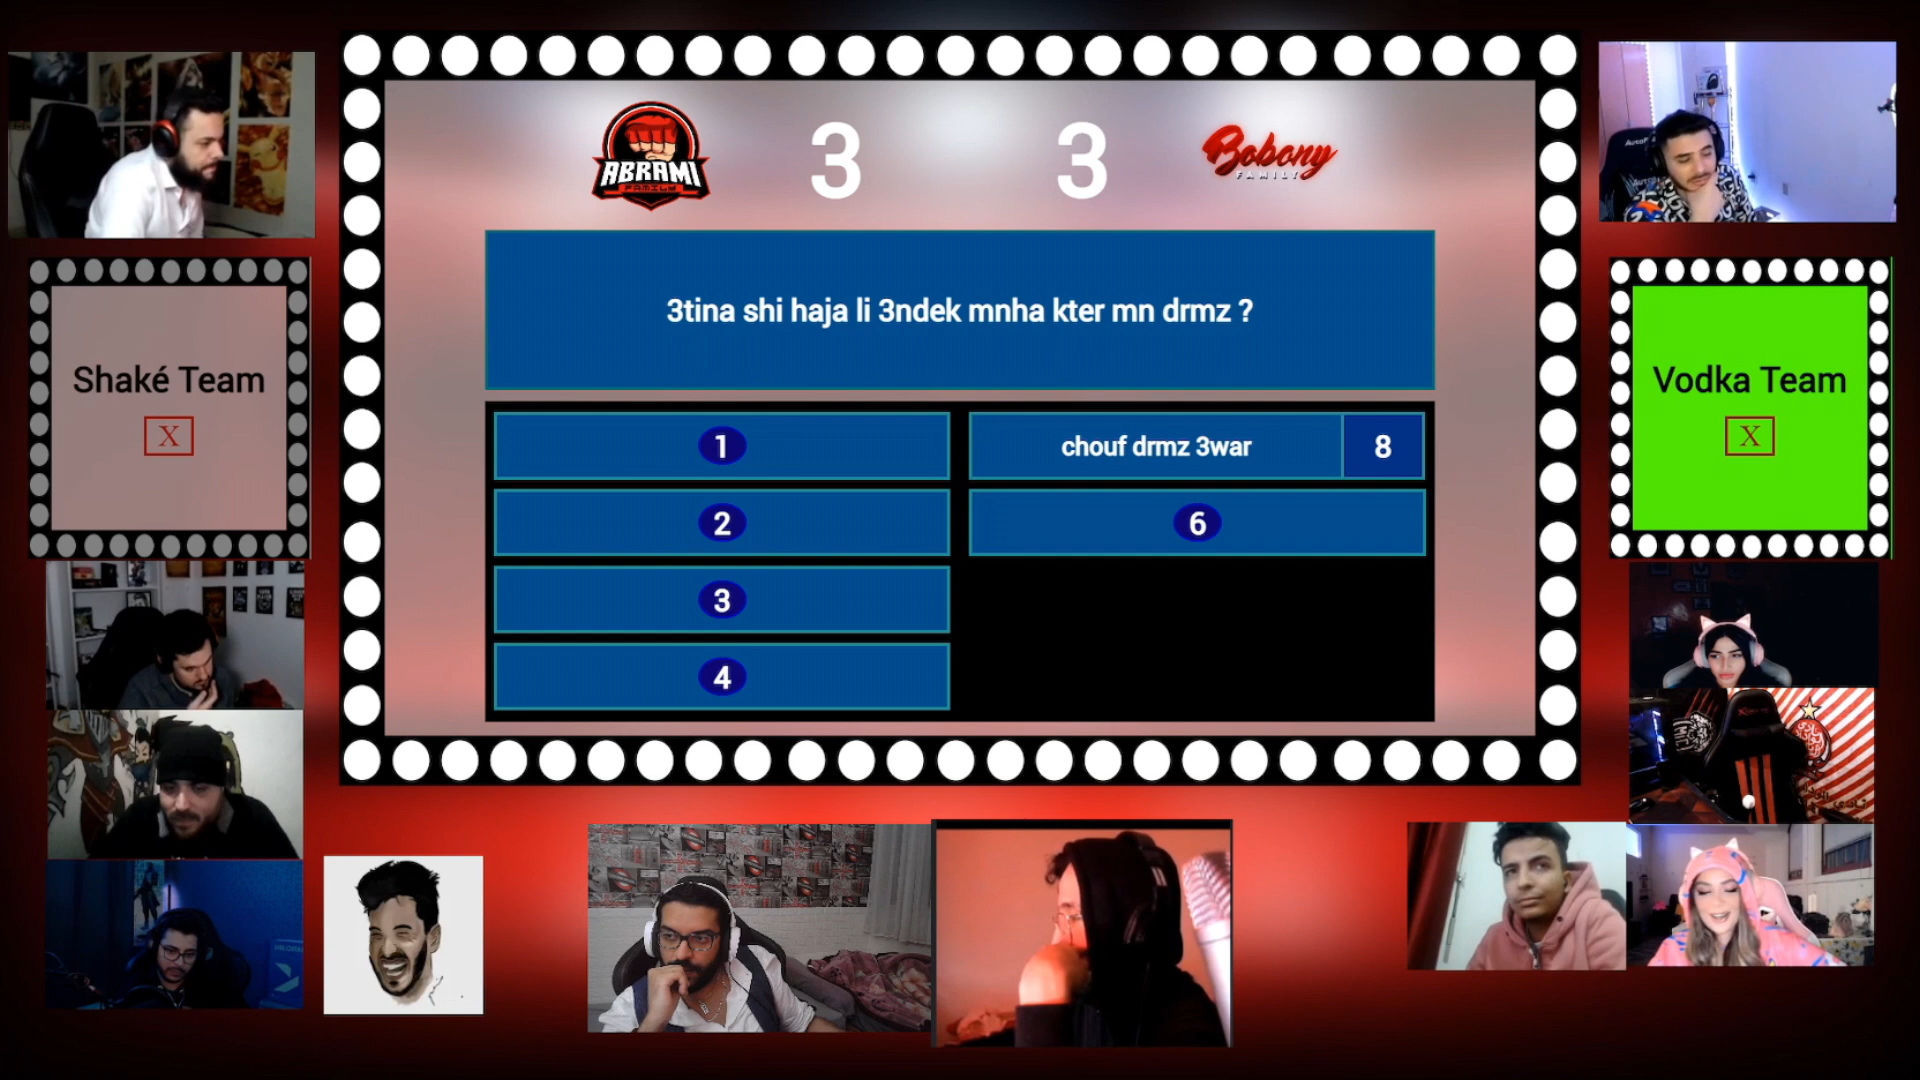 ABRAMI
FAMILY
3
3
Bobony
FAMILY
3tina shi haja li 3ndek mnha kter mn drmz ?
Shaké Team
X
Vodka Team
X
1
chouf drmz 3war
8
2
6
3
4